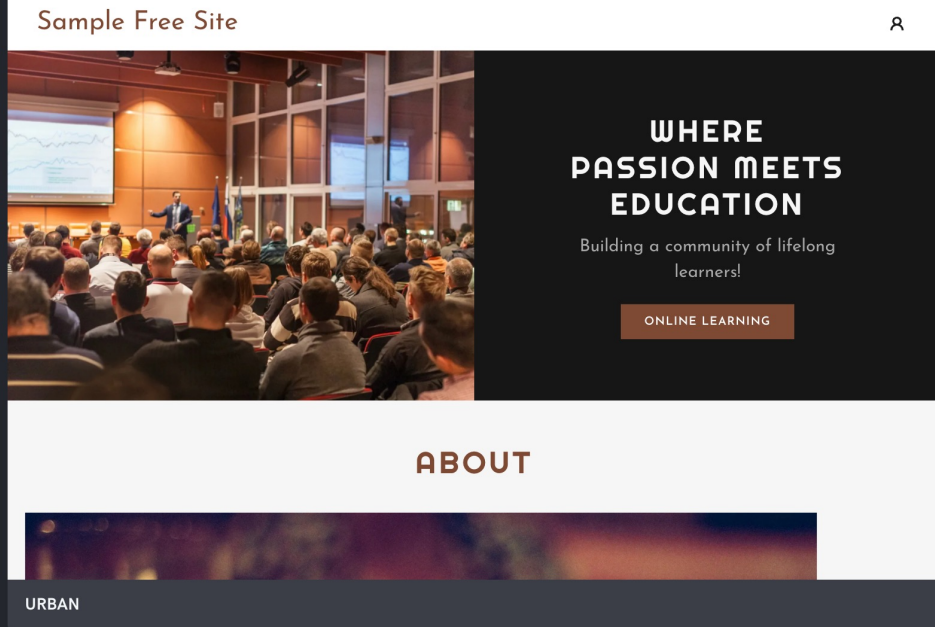 Sample Free Site
WHERE
PASSION MEETS
EDUCATION
Building a community of lifelong
learners!
ONLINE LEARNING
ABOUT
URBAN